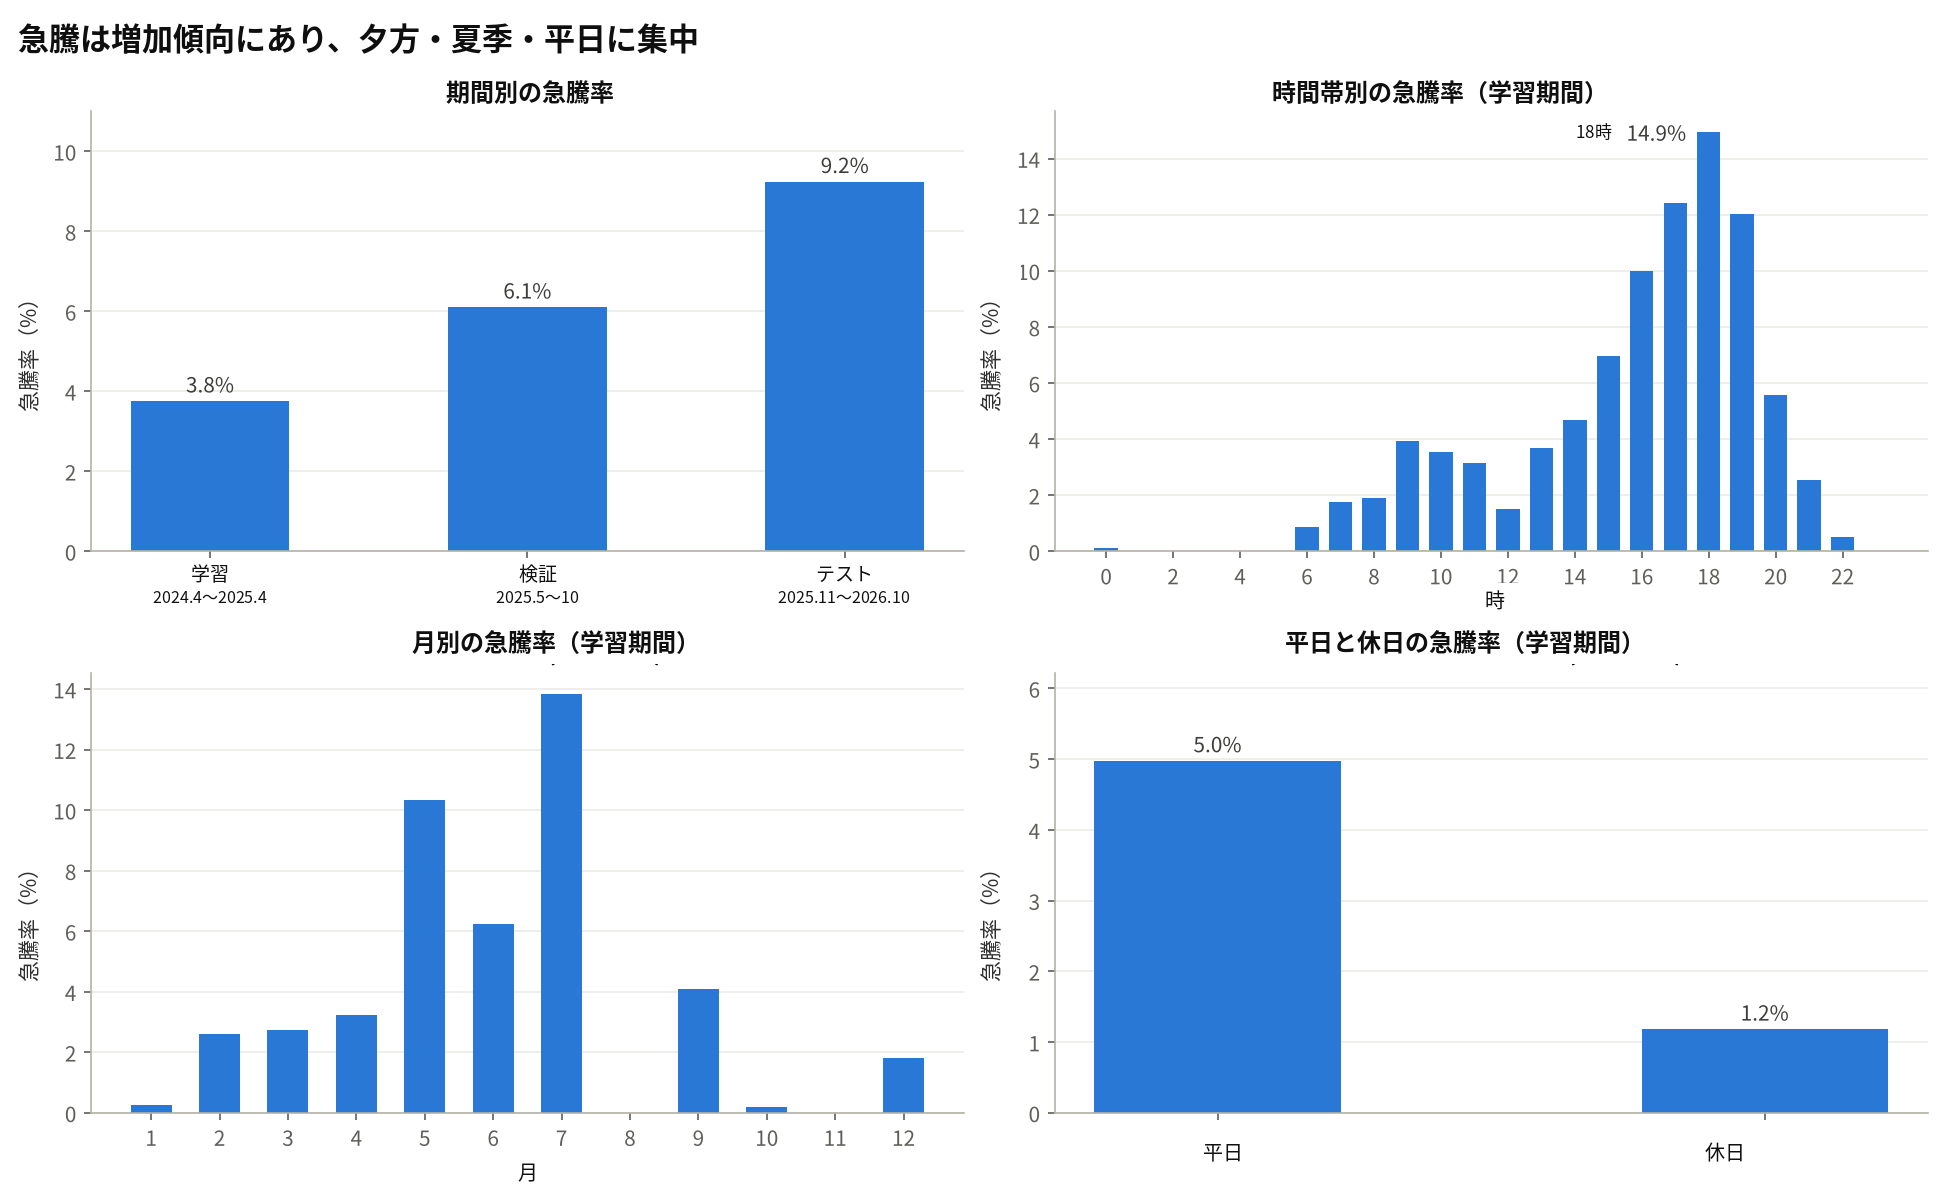 急騰は増加傾向にあり、夕方・夏季・平日に集中
期間別の急騰率
急騰率（%）
10
8
6
4
2
0
3.8%
6.1%
9.2%
学習
2024.4～2025.4
検証
2025.5～10
テスト
2025.11～2026.10
時間帯別の急騰率（学習期間）
急騰率（%）
14
12
10
8
6
4
2
0
18時 14.9%
0 2 4 6 8 10 12 14 16 18 20 22
時
月別の急騰率（学習期間）
急騰率（%）
14
12
10
8
6
4
2
0
1 2 3 4 5 6 7 8 9 10 11 12
月
平日と休日の急騰率（学習期間）
急騰率（%）
6
5
4
3
2
1
0
5.0%
1.2%
平日 休日